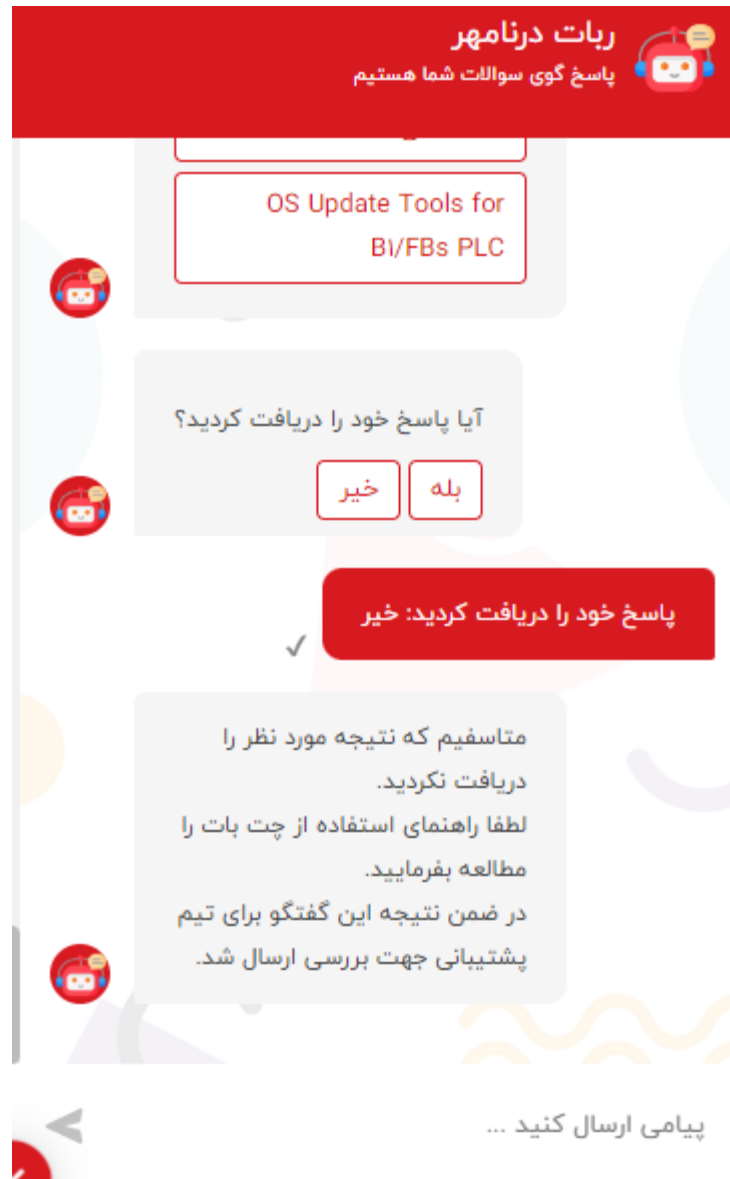 ربات درنامهر
پاسخ گوی سوالات شما هستیم
OS Update Tools for
B۱/FBs PLC
آیا پاسخ خود را دریافت کردید؟
بله
خیر
پاسخ خود را دریافت کردید: خیر
متاسفیم که نتیجه مورد نظر را
دریافت نکردید.
لطفا راهنمای استفاده از چت بات را
مطالعه بفرمایید.
در ضمن نتیجه این گفتگو برای تیم
پشتیبانی جهت بررسی ارسال شد.
پیامی ارسال کنید ...